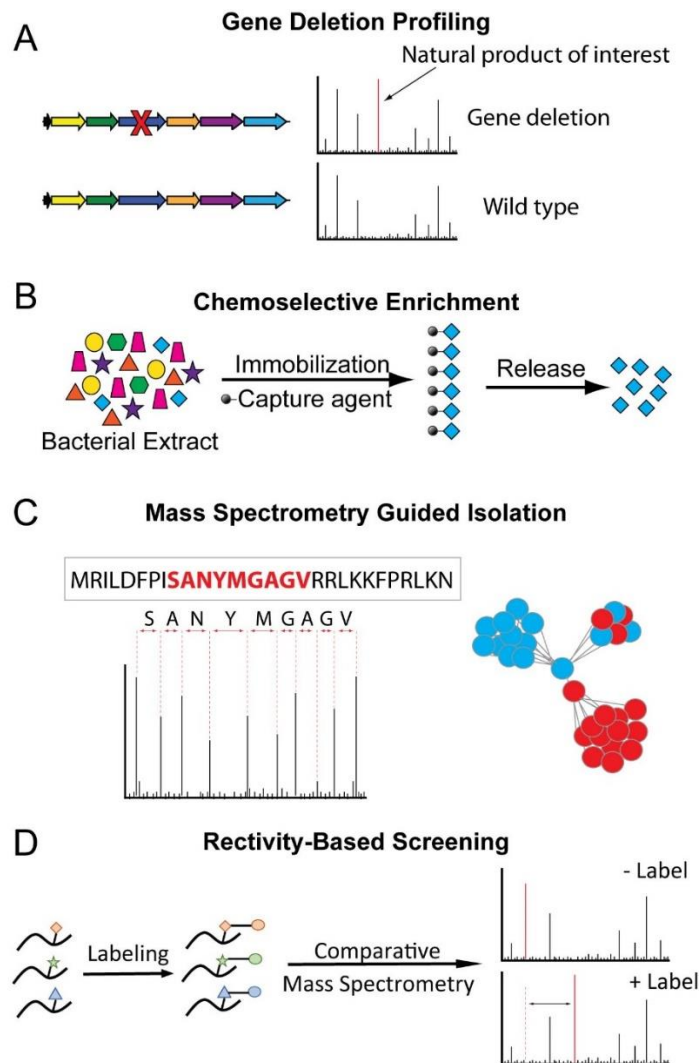 A
Gene Deletion Profiling
Natural product of interest
Gene deletion
Wild type
B
Chemoselective Enrichment
Immobilization
Capture agent
Release
Bacterial Extract
C
Mass Spectrometry Guided Isolation
MRILDFPISANYMGAGVRRLKKFPRLKN
S A N Y M G A G V
D
Rectivity-Based Screening
Labeling
Comparative
Mass Spectrometry
- Label
+ Label